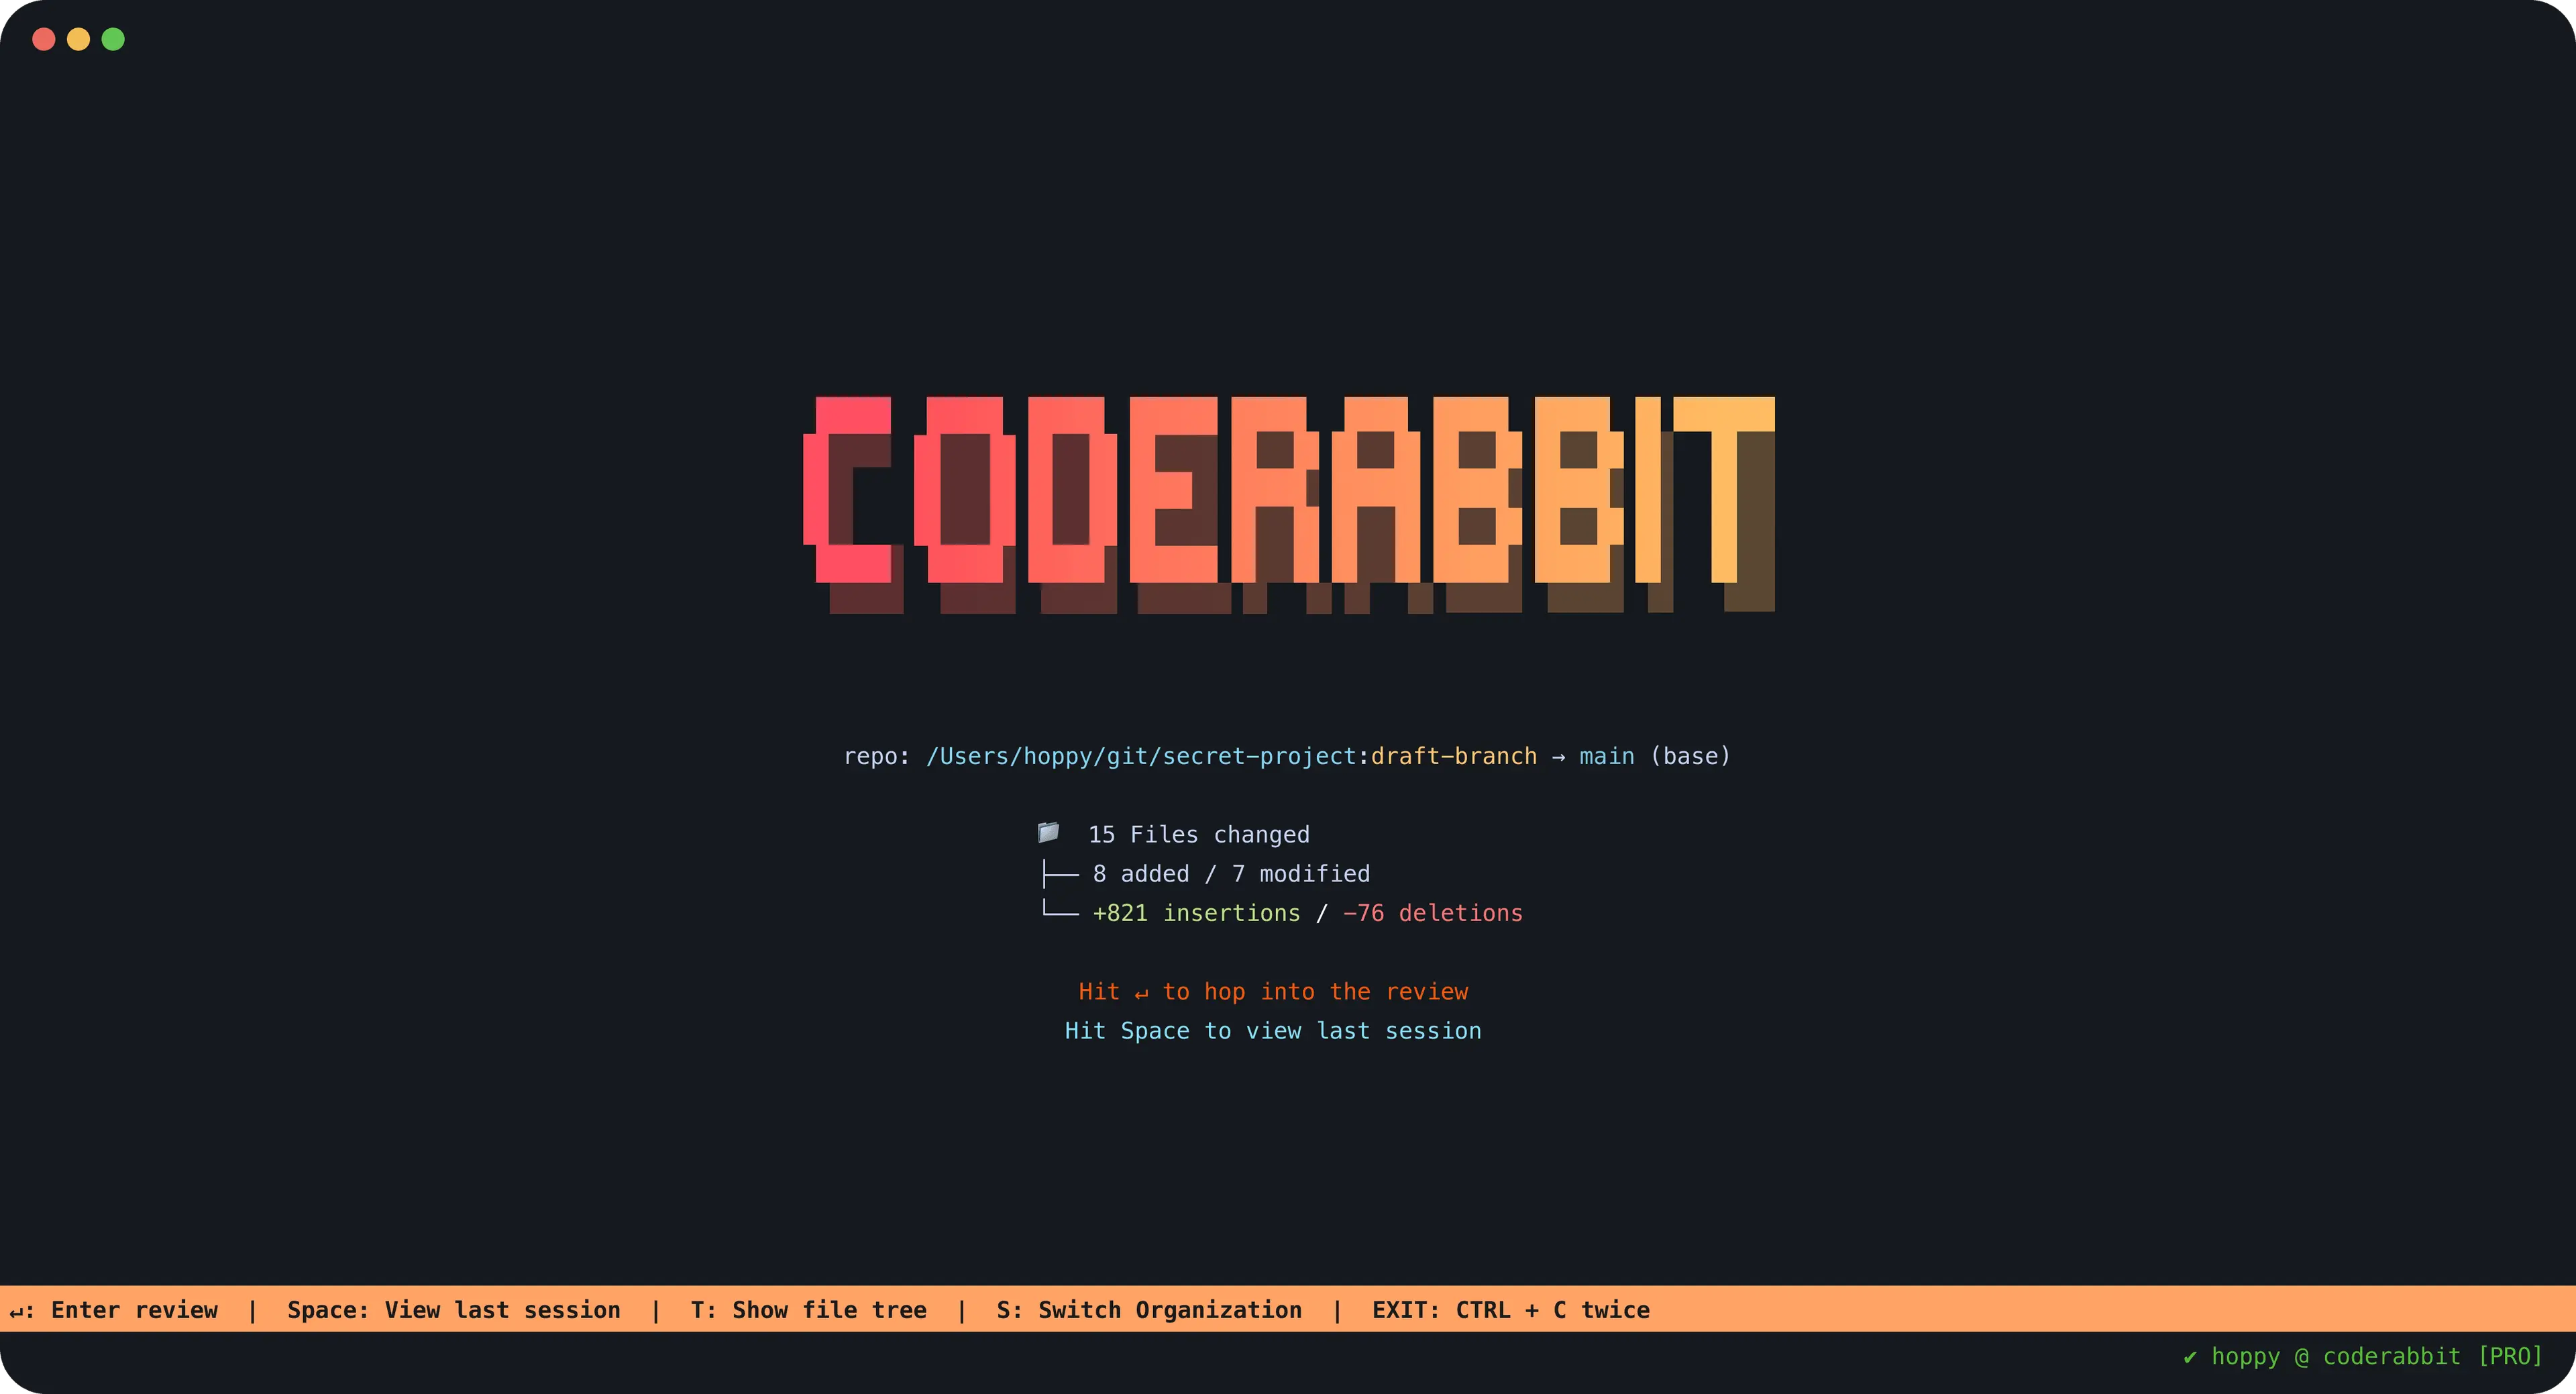 CODERABBIT
repo: /Users/hoppy/git/secret-project:draft-branch → main (base)
15 Files changed
├── 8 added / 7 modified
└── +821 insertions / -76 deletions
Hit ↵ to hop into the review
Hit Space to view last session
↵: Enter review | Space: View last session | T: Show file tree | S: Switch Organization | EXIT: CTRL + C twice
✔ hoppy @ coderabbit [PRO]